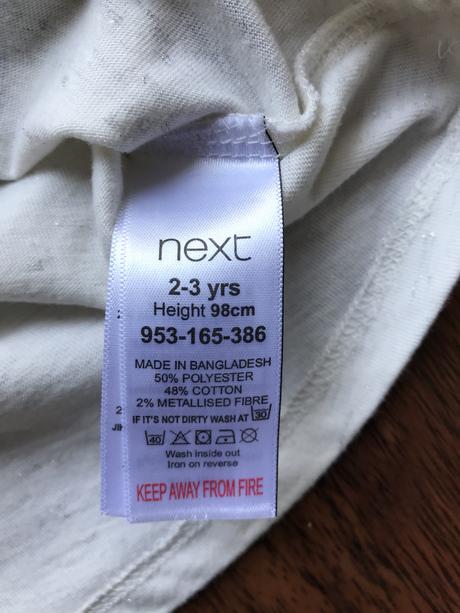 next
2-3 yrs
Height 98cm
953-165-386
MADE IN BANGLADESH
50% POLYESTER
48% COTTON
2% METALLISED FIBRE
IF IT'S NOT DIRTY WASH AT 30
40
Wash inside out
Iron on reverse
KEEP AWAY FROM FIRE